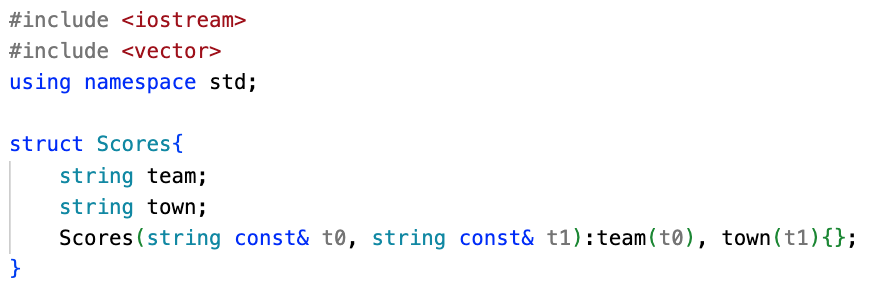 #include <iostream>
#include <vector>
using namespace std;

struct Scores{
    string team;
    string town;
    Scores(string const& t0, string const& t1):team(t0), town(t1){};
}